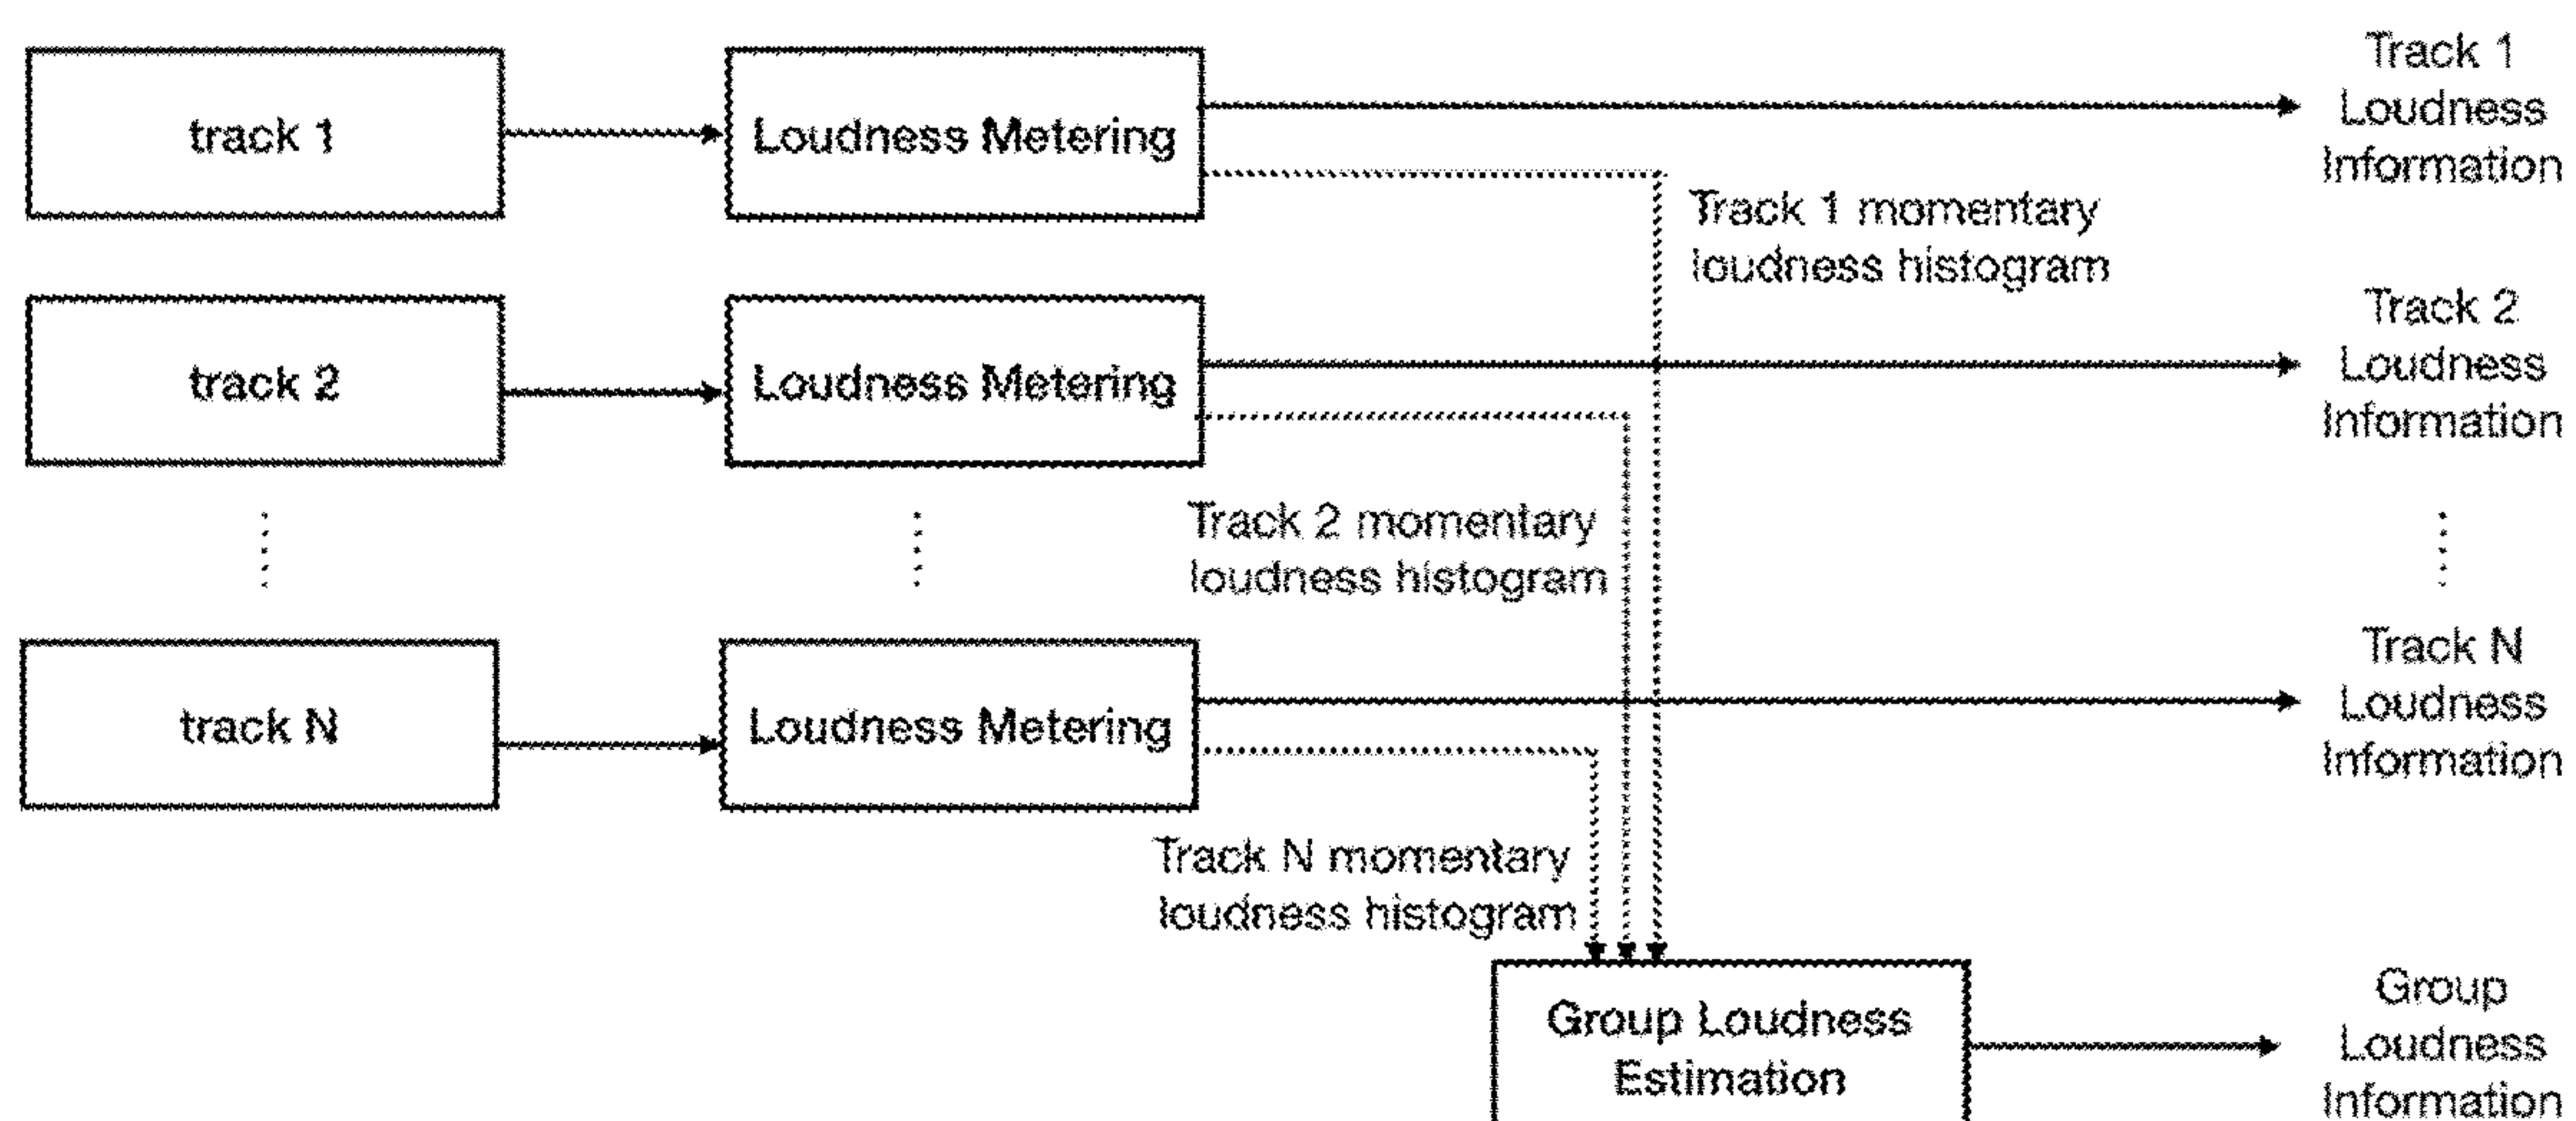 track 1
Loudness Metering
Track 1
Loudness
Information
Track 1 momentary
loudness histogram
track 2
Loudness Metering
Track 2
Loudness
Information
Track 2 momentary
loudness histogram
track N
Loudness Metering
Track N
Loudness
Information
Track N momentary
loudness histogram
Group Loudness
Estimation
Group
Loudness
Information